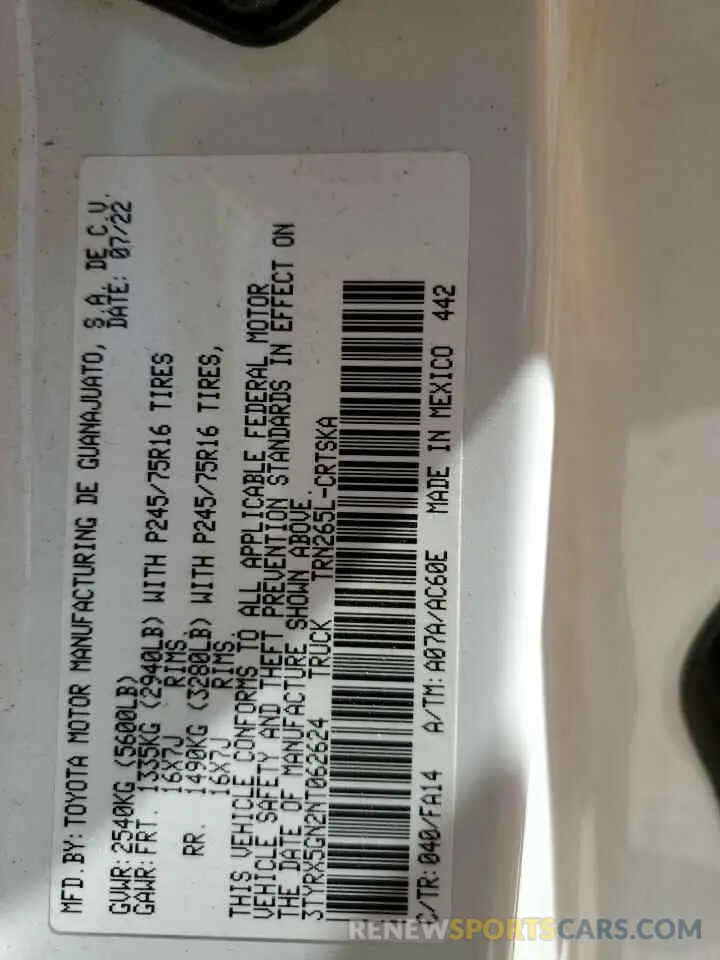 MFD.BY: TOYOTA MOTOR MANUFACTURING DE GUANAJUATO, S.A. DE C.V.
DATE: 07/22
GVWR: 2540KG (5600LB)
GAWR: FRT. 1335KG (2940LB) WITH P245/75R16 TIRES
16X7J RIMS
RR. 1490KG (3280LB) WITH P245/75R16 TIRES,
16X7J RIMS.
THIS VEHICLE CONFORMS TO ALL APPLICABLE FEDERAL MOTOR
VEHICLE SAFETY AND THEFT PREVENTION STANDARDS IN EFFECT ON
THE DATE OF MANUFACTURE SHOWN ABOVE.
3TYRX5GN2NT062624 TRUCK TRN265L-CRTSKA
C/TR: 040/FA14 A/TM: A07A/AC60E MADE IN MEXICO 442
RENEWSPORTSCAR.COM